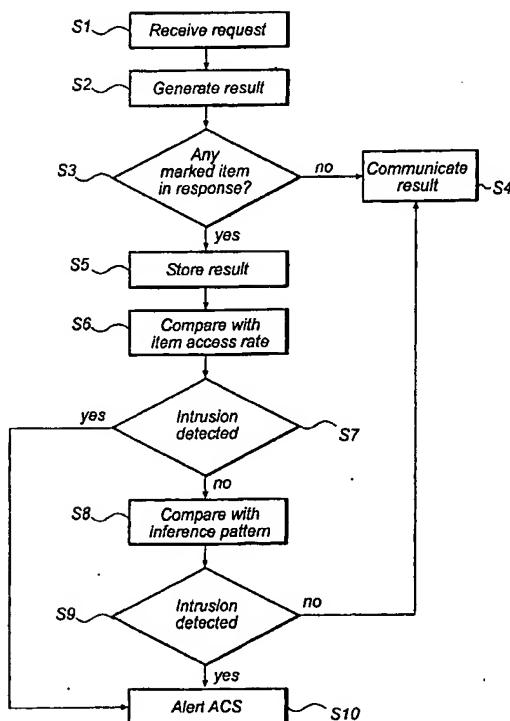 S1
Receive request
S2
Generate result
S3
Any
marked item
in response?
no
Communicate
result
S4
yes
S5
Store result
S6
Compare with
item access rate
yes
Intrusion
detected
S7
no
S8
Compare with
inference pattern
S9
Intrusion
detected
no
yes
Alert ACS
S10